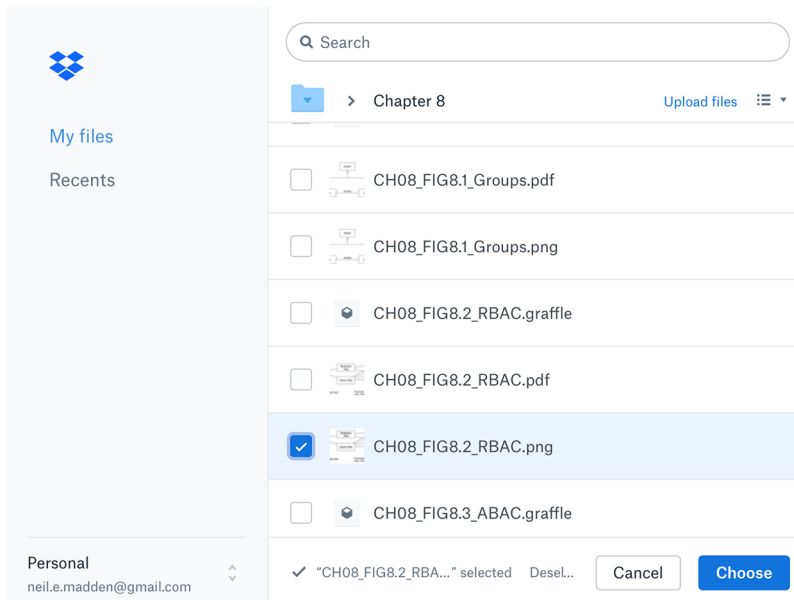 Search
My files
Recents
Chapter 8
Upload files
CH08_FIG8.1_Groups.pdf
CH08_FIG8.1_Groups.png
CH08_FIG8.2_RBAC.graffle
CH08_FIG8.2_RBAC.pdf
CH08_FIG8.2_RBAC.png
CH08_FIG8.3_ABAC.graffle
Personal
neil.e.madden@gmail.com
“CH08_FIG8.2_RBA...” selected
Desel...
Cancel
Choose